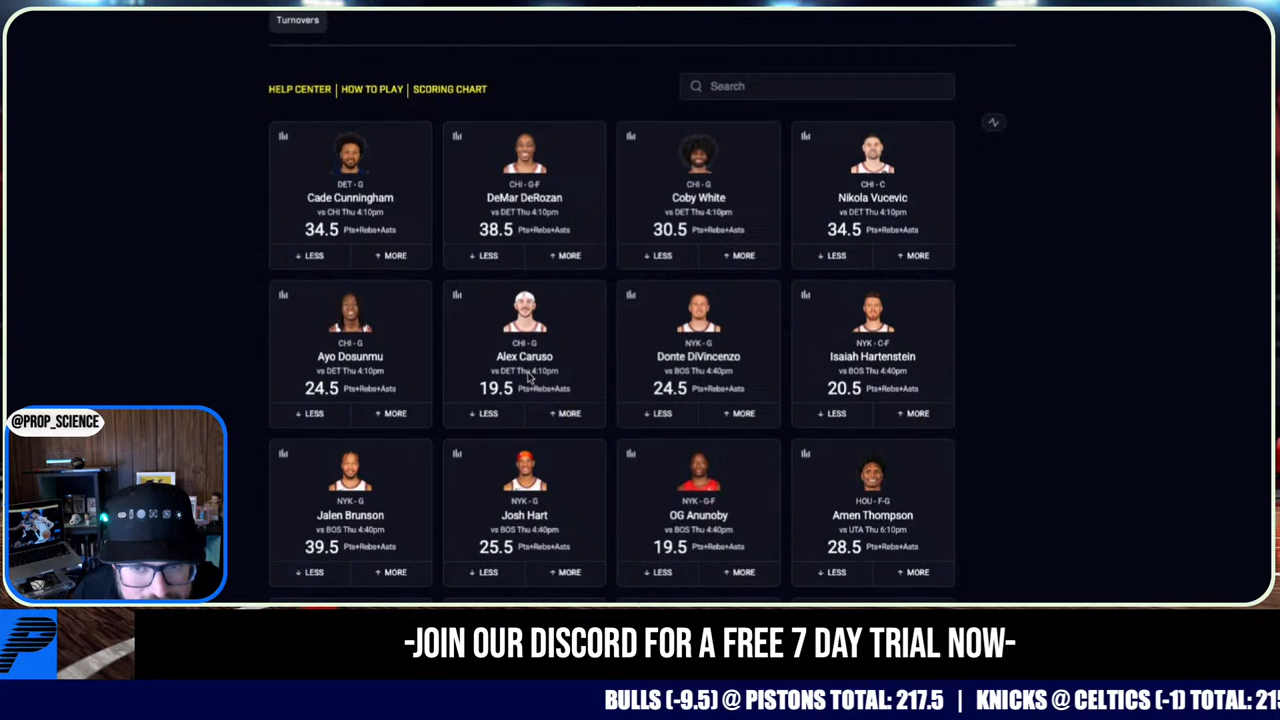 Turnovers
HELP CENTER | HOW TO PLAY | SCORING CHART
Search
DET - G
Cade Cunningham
vs CHI Thu 4:10pm
34.5 Pts+Rebs+Asts
↓ LESS ↑ MORE
CHI - G-F
DeMar DeRozan
vs DET Thu 4:10pm
38.5 Pts+Rebs+Asts
↓ LESS ↑ MORE
CHI - G
Coby White
vs DET Thu 4:10pm
30.5 Pts+Rebs+Asts
↓ LESS ↑ MORE
CHI - C
Nikola Vucevic
vs DET Thu 4:10pm
34.5 Pts+Rebs+Asts
↓ LESS ↑ MORE
CHI - G
Ayo Dosunmu
vs DET Thu 4:10pm
24.5 Pts+Rebs+Asts
↓ LESS ↑ MORE
CHI - G
Alex Caruso
vs DET Thu 4:10pm
19.5 Pts+Rebs+Asts
↓ LESS ↑ MORE
NYK - G
Donte DiVincenzo
vs BOS Thu 4:40pm
24.5 Pts+Rebs+Asts
↓ LESS ↑ MORE
NYK - C-F
Isaiah Hartenstein
vs BOS Thu 4:40pm
20.5 Pts+Rebs+Asts
↓ LESS ↑ MORE
NYK - G
Jalen Brunson
vs BOS Thu 4:40pm
39.5 Pts+Rebs+Asts
↓ LESS ↑ MORE
NYK - G
Josh Hart
vs BOS Thu 4:40pm
25.5 Pts+Rebs+Asts
↓ LESS ↑ MORE
NYK - G-F
OG Anunoby
vs BOS Thu 4:40pm
19.5 Pts+Rebs+Asts
↓ LESS ↑ MORE
HOU - F-G
Amen Thompson
vs UTA Thu 6:10pm
28.5 Pts+Rebs+Asts
↓ LESS ↑ MORE
@PROP_SCIENCE
P
-JOIN OUR DISCORD FOR A FREE 7 DAY TRIAL NOW-
BULLS (-9.5) @ PISTONS TOTAL: 217.5 | KNICKS @ CELTICS (-1) TOTAL: 21